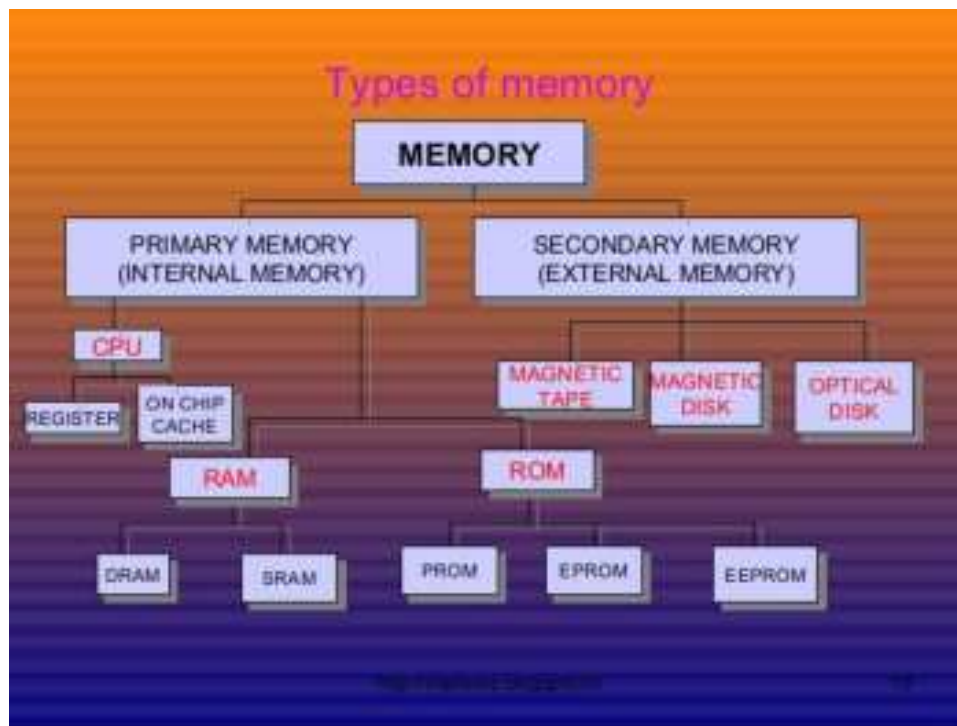 Types of memory
MEMORY
PRIMARY MEMORY
(INTERNAL MEMORY)
SECONDARY MEMORY
(EXTERNAL MEMORY)
CPU
REGISTER
ON CHIP
CACHE
MAGNETIC
TAPE
MAGNETIC
DISK
OPTICAL
DISK
RAM
ROM
DRAM
SRAM
PROM
EPROM
EEPROM